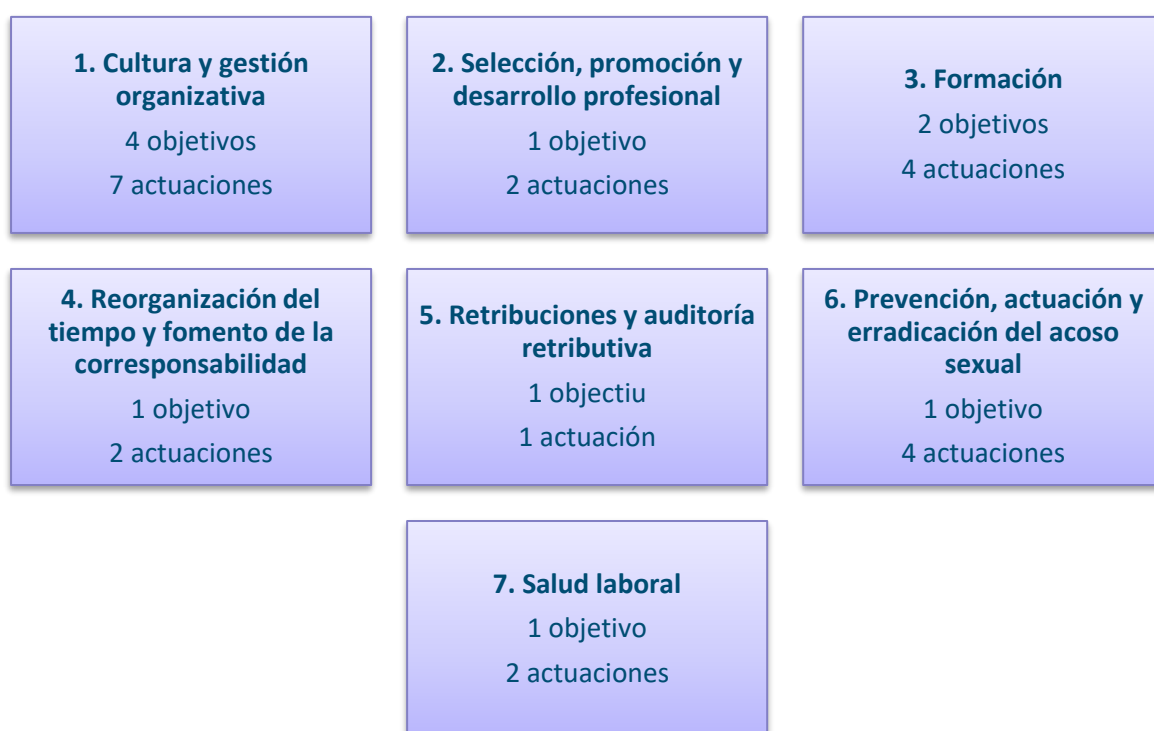 1. Cultura y gestión
organizativa
4 objetivos
7 actuaciones
2. Selección, promoción y
desarrollo profesional
1 objetivo
2 actuaciones
3. Formación
2 objetivos
4 actuaciones
4. Reorganización del
tiempo y fomento de la
corresponsabilidad
1 objetivo
2 actuaciones
5. Retribuciones y auditoría
retributiva
1 objectiu
1 actuación
6. Prevención, actuación y
erradicación del acoso
sexual
1 objetivo
4 actuaciones
7. Salud laboral
1 objetivo
2 actuaciones